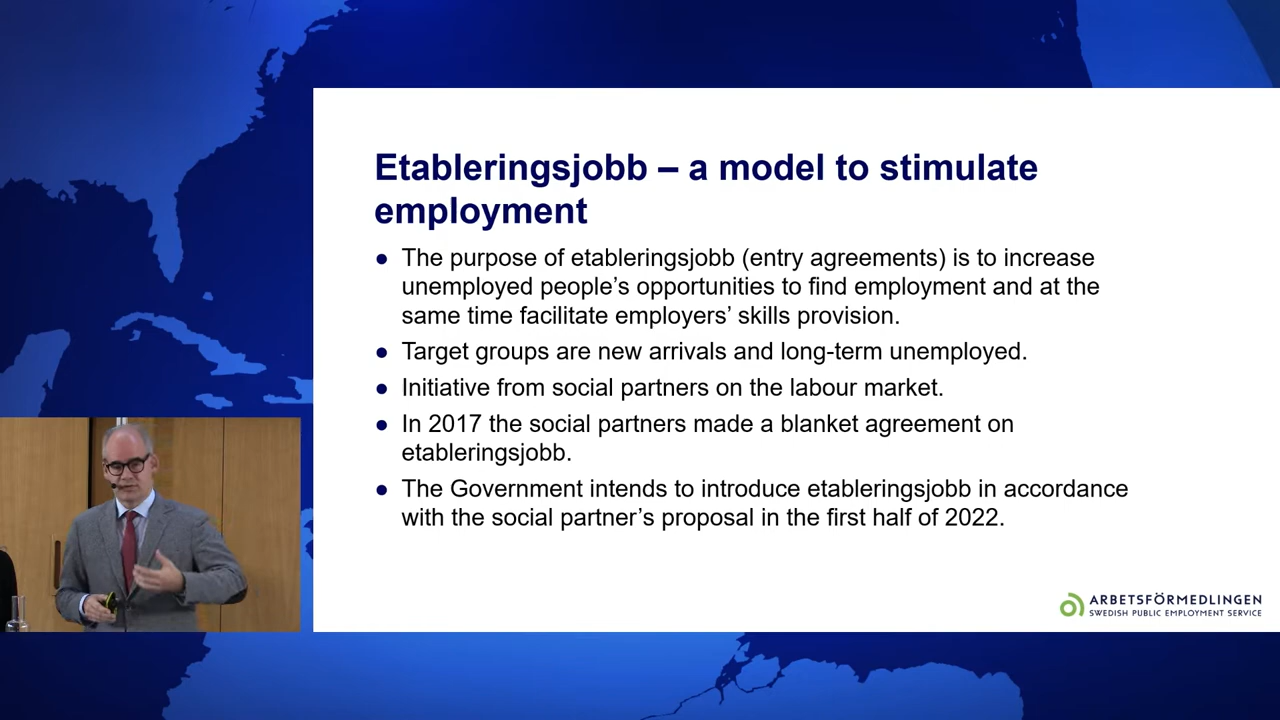 Etableringsjobb – a model to stimulate
employment
● The purpose of etableringsjobb (entry agreements) is to increase
unemployed people’s opportunities to find employment and at the
same time facilitate employers’ skills provision.
● Target groups are new arrivals and long-term unemployed.
● Initiative from social partners on the labour market.
● In 2017 the social partners made a blanket agreement on
etableringsjobb.
● The Government intends to introduce etableringsjobb in accordance
with the social partner’s proposal in the first half of 2022.
ARBETSFÖRMEDLINGEN
SWEDISH PUBLIC EMPLOYMENT SERVICE